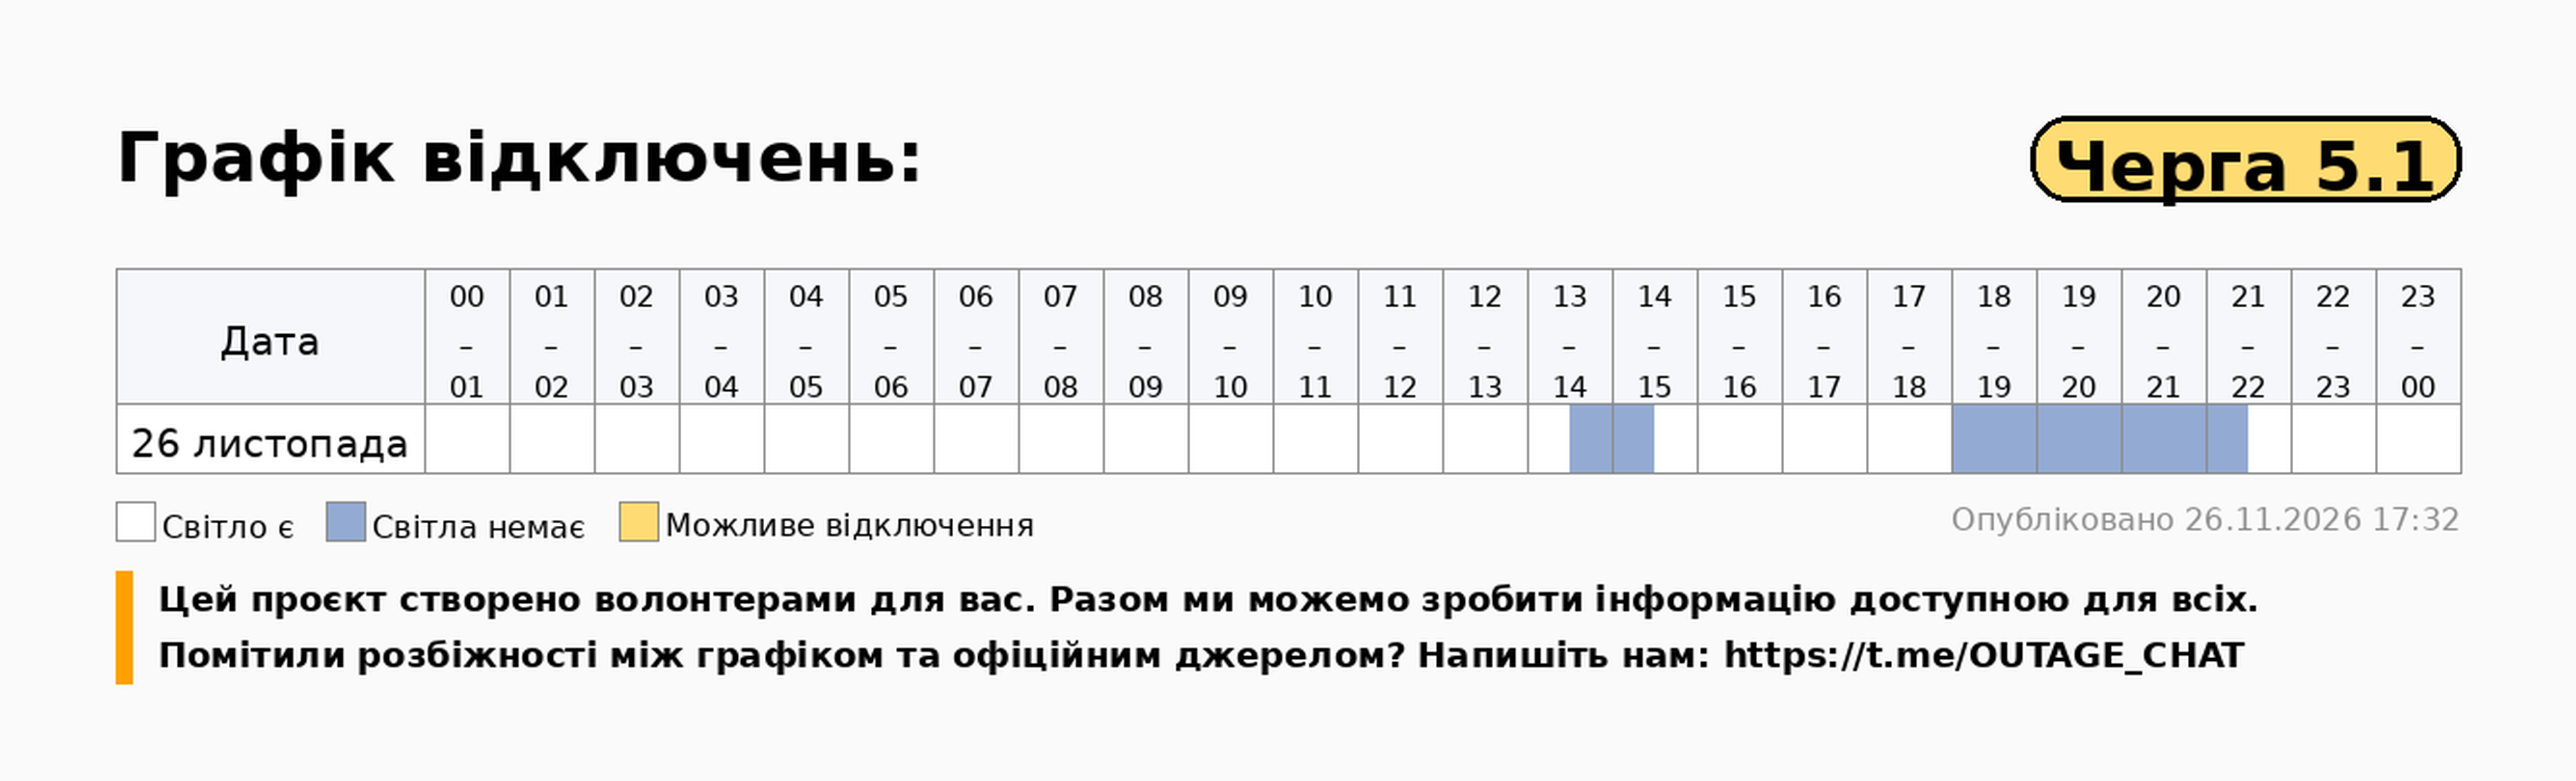 Графік відключень:
Черга 5.1
Дата
00 – 01
01 – 02
02 – 03
03 – 04
04 – 05
05 – 06
06 – 07
07 – 08
08 – 09
09 – 10
10 – 11
11 – 12
12 – 13
13 – 14
14 – 15
15 – 16
16 – 17
17 – 18
18 – 19
19 – 20
20 – 21
21 – 22
22 – 23
23 – 00
26 листопада
Світло є
Світла немає
Можливе відключення
Опубліковано 26.11.2026 17:32
Цей проєкт створено волонтерами для вас. Разом ми можемо зробити інформацію доступною для всіх.
Помітили розбіжності між графіком та офіційним джерелом? Напишіть нам: https://t.me/OUTAGE_CHAT